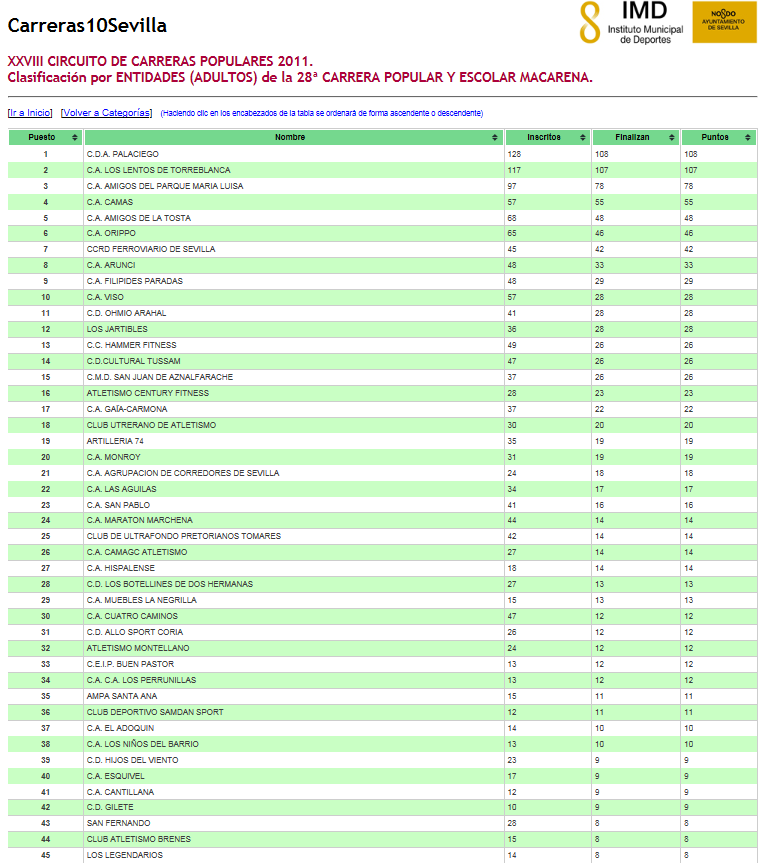 Carreras10Sevilla
IMD
Instituto Municipal
de Deportes
NO8DO
AYUNTAMIENTO
DE SEVILLA
XXVIII CIRCUITO DE CARRERAS POPULARES 2011.
Clasificación por ENTIDADES (ADULTOS) de la 28ª CARRERA POPULAR Y ESCOLAR MACARENA.
[Ir a Inicio] [Volver a Categorías] (Haciendo clic en los encabezados de la tabla se ordenará de forma ascendente o descendente)
Puesto Nombre Inscritos Finalizan Puntos
1 C.D.A. PALACIEGO 128 108 108
2 C.A. LOS LENTOS DE TORREBLANCA 117 107 107
3 C.A. AMIGOS DEL PARQUE MARIA LUISA 97 78 78
4 C.A. CAMAS 57 55 55
5 C.A. AMIGOS DE LA TOSTA 68 48 48
6 C.A. ORIPPO 65 46 46
7 CCRD FERROVIARIO DE SEVILLA 45 42 42
8 C.A. ARUNCI 48 33 33
9 C.A. FILIPIDES PARADAS 48 29 29
10 C.A. VISO 57 28 28
11 C.D. OHMIO ARAHAL 41 28 28
12 LOS JARTIBLES 36 28 28
13 C.C. HAMMER FITNESS 49 26 26
14 C.D.CULTURAL TUSSAM 47 26 26
15 C.M.D. SAN JUAN DE AZNALFARACHE 37 26 26
16 ATLETISMO CENTURY FITNESS 28 23 23
17 C.A. GAÍA-CARMONA 37 22 22
18 CLUB UTRERANO DE ATLETISMO 30 20 20
19 ARTILLERIA 74 35 19 19
20 C.A. MONROY 31 19 19
21 C.A. AGRUPACION DE CORREDORES DE SEVILLA 24 18 18
22 C.A. LAS AGUILAS 34 17 17
23 C.A. SAN PABLO 41 16 16
24 C.A. MARATON MARCHENA 44 14 14
25 CLUB DE ULTRAFONDO PRETORIANOS TOMARES 42 14 14
26 C.A. CAMAGC ATLETISMO 27 14 14
27 C.A. HISPALENSE 18 14 14
28 C.D. LOS BOTELLINES DE DOS HERMANAS 27 13 13
29 C.A. MUEBLES LA NEGRILLA 15 13 13
30 C.A. CUATRO CAMINOS 47 12 12
31 C.D. ALLO SPORT CORIA 26 12 12
32 ATLETISMO MONTELLANO 24 12 12
33 C.E.I.P. BUEN PASTOR 13 12 12
34 C.A. C.A. LOS PERRUNILLAS 13 12 12
35 AMPA SANTA ANA 15 11 11
36 CLUB DEPORTIVO SAMDAN SPORT 12 11 11
37 C.A. EL ADOQUIN 14 10 10
38 C.A. LOS NIÑOS DEL BARRIO 13 10 10
39 C.D. HIJOS DEL VIENTO 23 9 9
40 C.A. ESQUIVEL 17 9 9
41 C.A. CANTILLANA 12 9 9
42 C.D. GILETE 10 9 9
43 SAN FERNANDO 28 8 8
44 CLUB ATLETISMO BRENES 15 8 8
45 LOS LEGENDARIOS 14 8 8